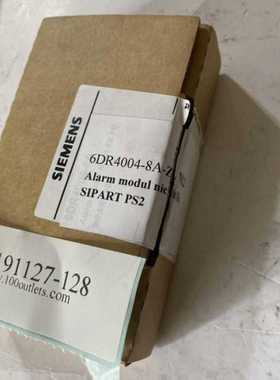 SIEMENS
6DR4004-8A-Z
Alarm modul
SIPART PS2
191127-128
.100outlets.com